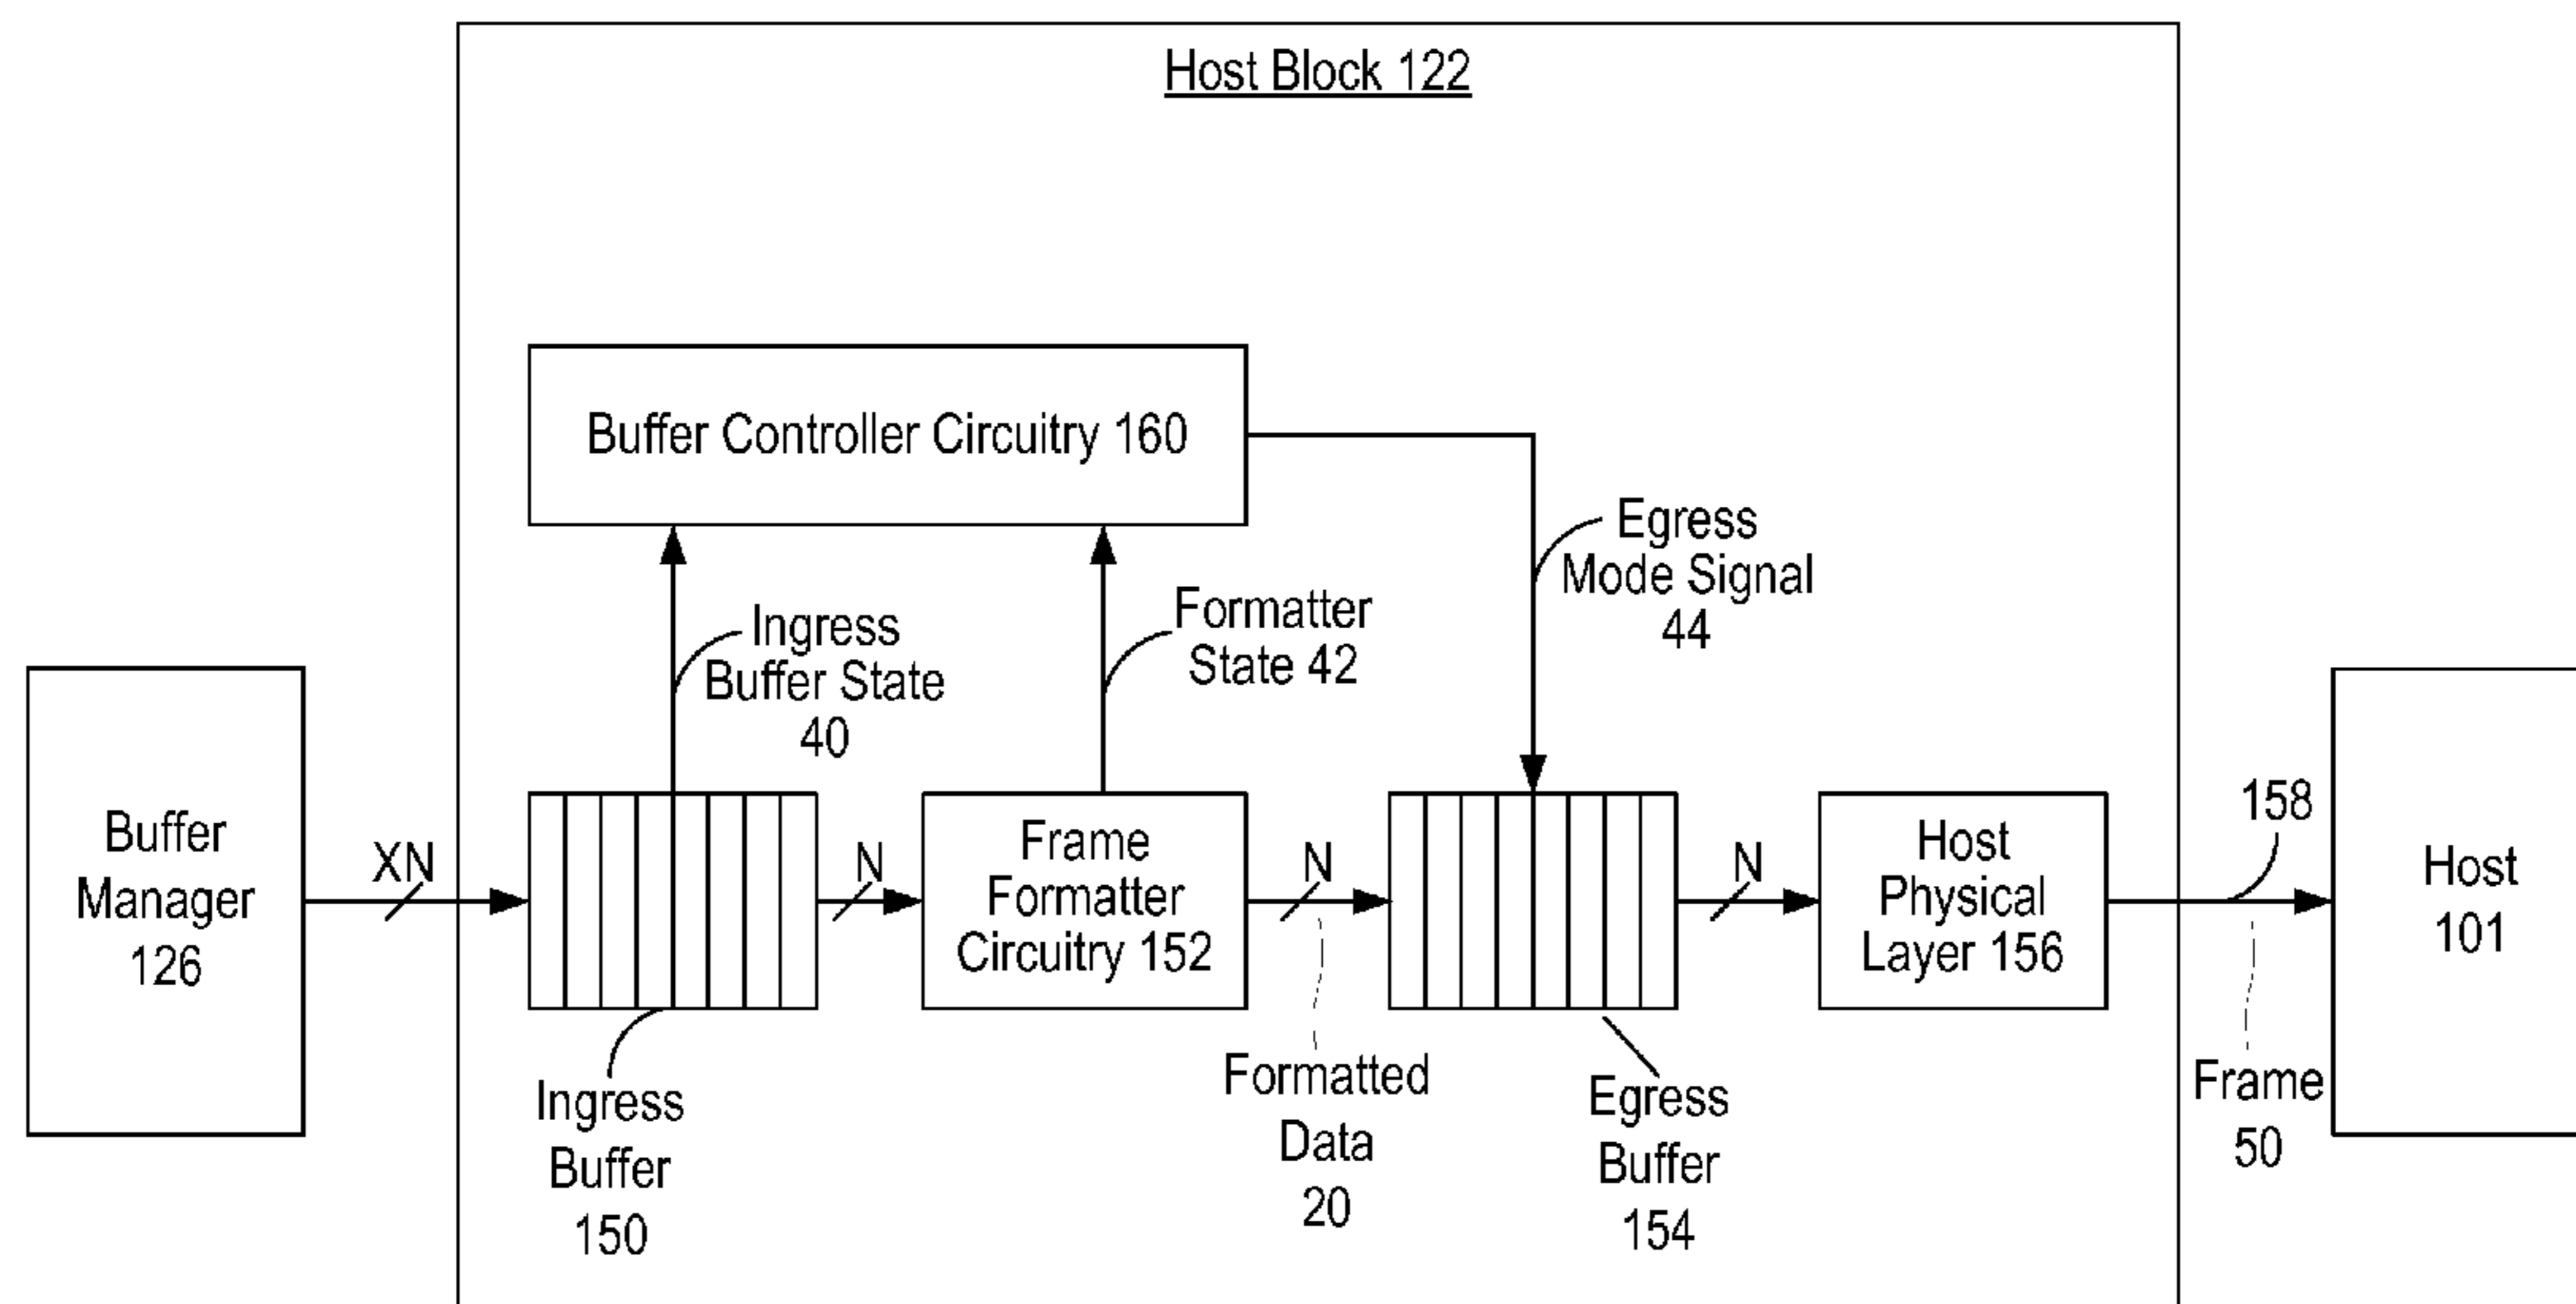 Host Block 122
Buffer Controller Circuitry 160
Egress
Mode Signal
44
Ingress
Buffer State
40
Formatter
State 42
Buffer
Manager
126
XN
N
Frame
Formatter
Circuitry 152
N
N
Host
Physical
Layer 156
158
Host
101
Ingress
Buffer
150
Formatted
Data
20
Egress
Buffer
154
Frame
50